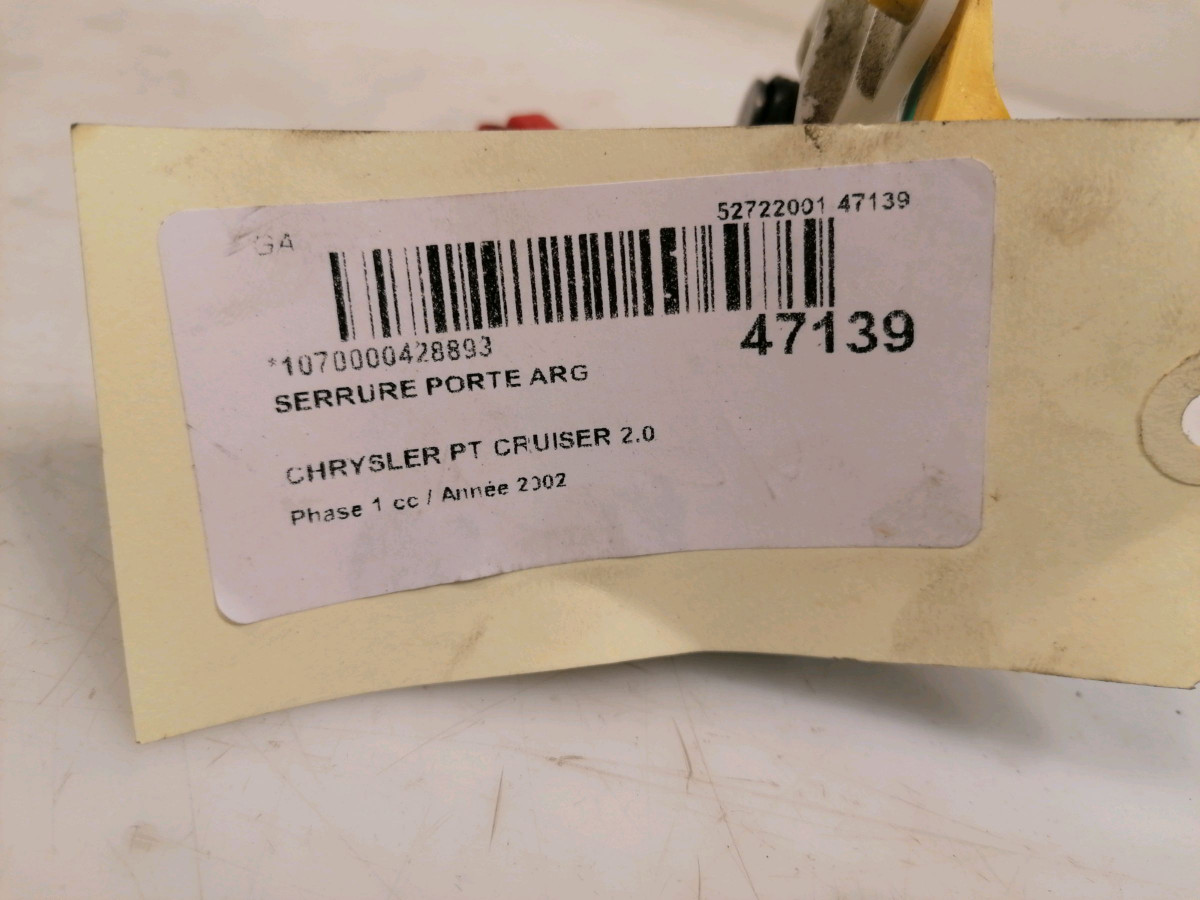 52722001 47139
GA
47139
*1070000428893
SERRURE PORTE ARG
CHRYSLER PT CRUISER 2.0
Phase 1 cc / Année 2002